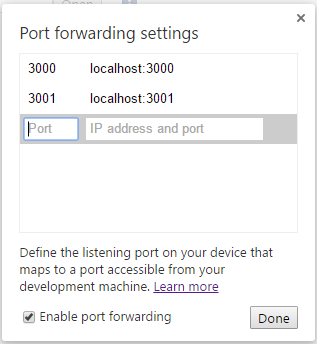 Open
Port forwarding settings
3000 localhost:3000
3001 localhost:3001
Port IP address and port
Define the listening port on your device that
maps to a port accessible from your
development machine. Learn more
Enable port forwarding Done